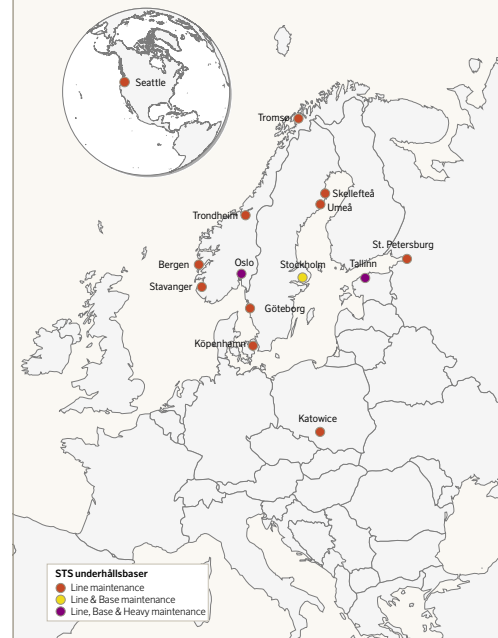 Seattle
Tromsø
Skellefteå
Umeå
Trondheim
St. Petersburg
Bergen
Oslo
Stockholm
Tallinn
Stavanger
Göteborg
Köpenhamn
Katowice
STS underhållsbaser
Line maintenance
Line & Base maintenance
Line, Base & Heavy maintenance